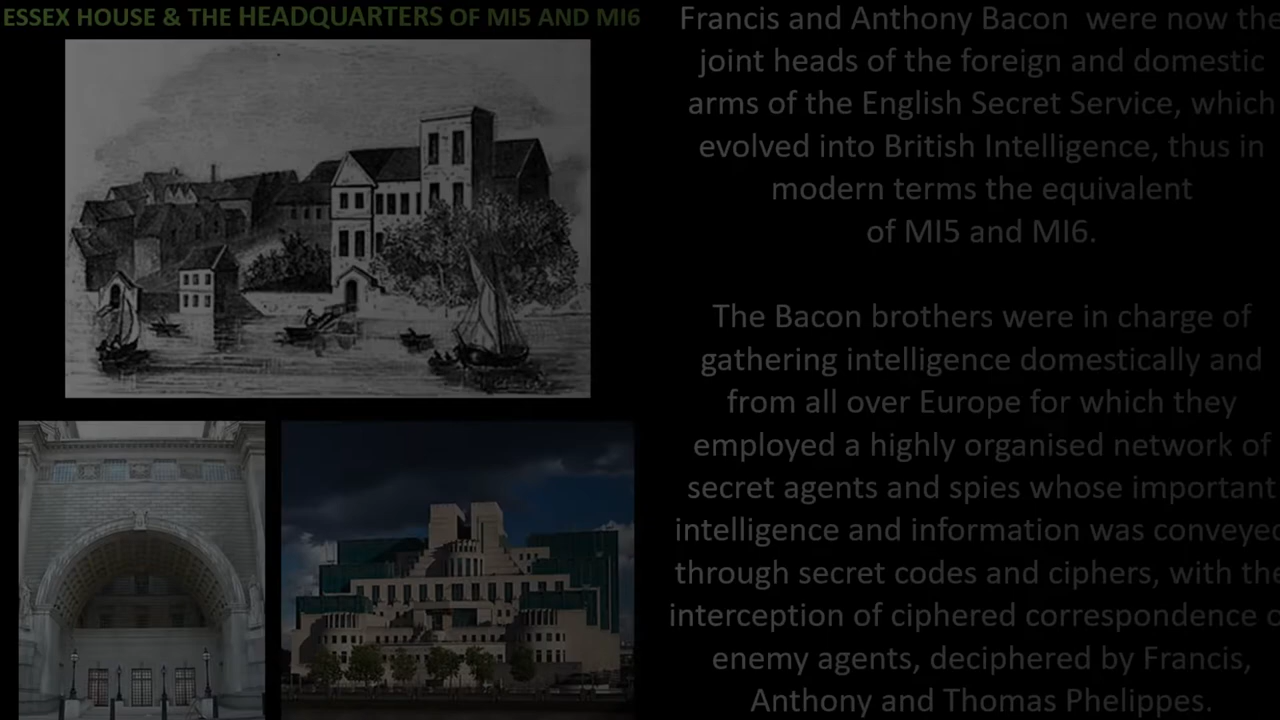 ESSEX HOUSE & THE HEADQUARTERS OF MI5 AND MI6
Francis and Anthony Bacon were now the
joint heads of the foreign and domestic
arms of the English Secret Service, which
evolved into British Intelligence, thus in
modern terms the equivalent
of MI5 and MI6.
The Bacon brothers were in charge of
gathering intelligence domestically and
from all over Europe for which they
employed a highly organised network of
secret agents and spies whose important
intelligence and information was conveyed
through secret codes and ciphers, with the
interception of ciphered correspondence
enemy agents, deciphered by Francis,
Anthony and Thomas Phelippes.